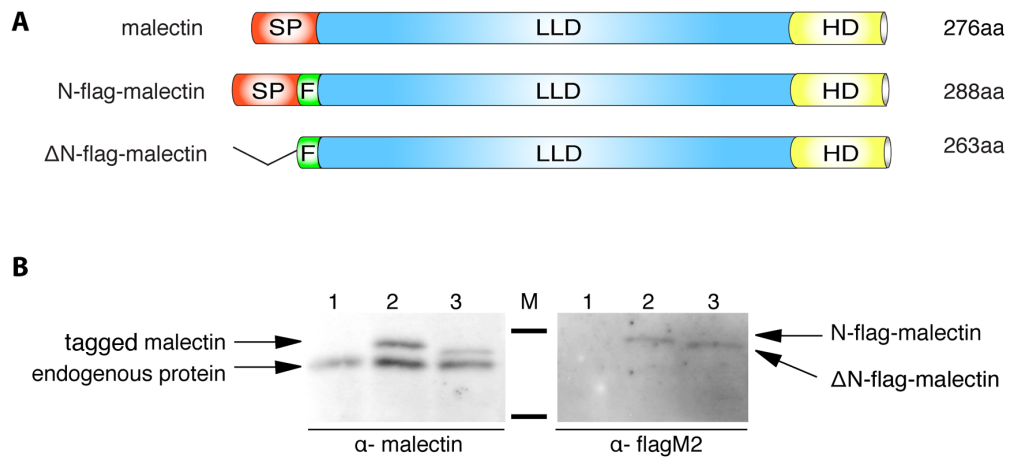 A
malectin SP LLD HD 276aa
N-flag-malectin SP F LLD HD 288aa
ΔN-flag-malectin F LLD HD 263aa
B
1 2 3 M 1 2 3
tagged malectin
endogenous protein
N-flag-malectin
ΔN-flag-malectin
α- malectin α- flagM2